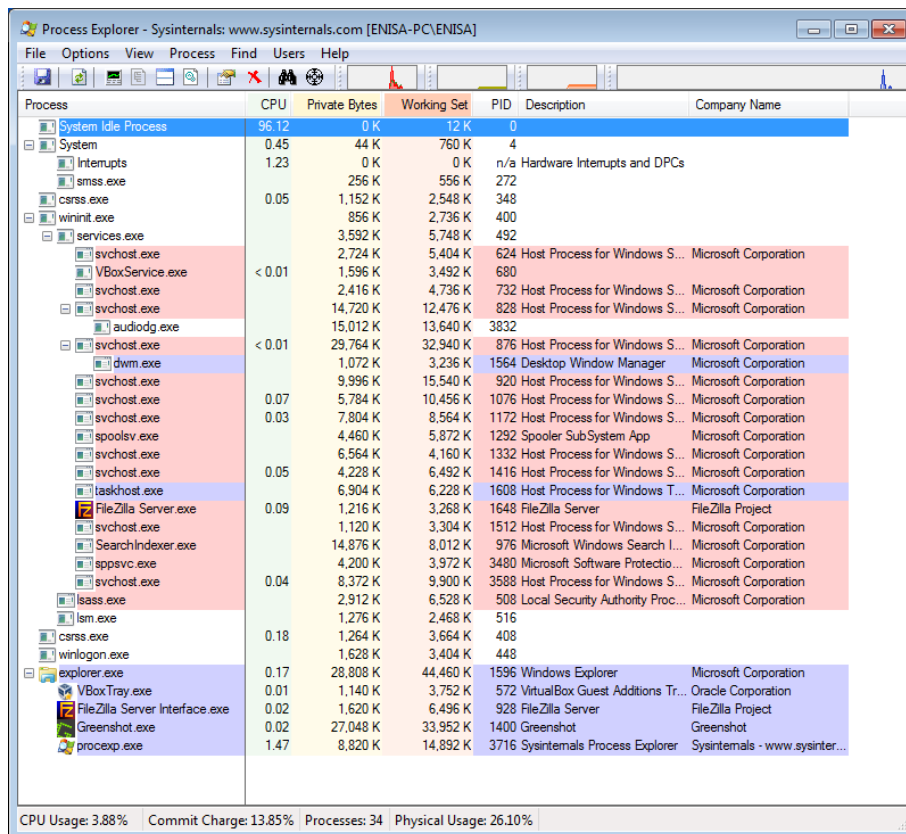 Process Explorer - Sysinternals: www.sysinternals.com [ENISA-PC\ENISA]
File Options View Process Find Users Help
Process CPU Private Bytes Working Set PID Description Company Name
System Idle Process 96.12 0 K 12 K 0
System 0.45 44 K 760 K 4
Interrupts 1.23 0 K 0 K n/a Hardware Interrupts and DPCs
smss.exe 256 K 556 K 272
csrss.exe 0.05 1,152 K 2,548 K 348
wininit.exe 856 K 2,736 K 400
services.exe 3,592 K 5,748 K 492
svchost.exe 2,724 K 5,404 K 624 Host Process for Windows S... Microsoft Corporation
VBoxService.exe < 0.01 1,596 K 3,492 K 680
svchost.exe 2,416 K 4,736 K 732 Host Process for Windows S... Microsoft Corporation
svchost.exe 14,720 K 12,476 K 828 Host Process for Windows S... Microsoft Corporation
audiodg.exe 15,012 K 13,640 K 3832
svchost.exe < 0.01 29,764 K 32,940 K 876 Host Process for Windows S... Microsoft Corporation
dwm.exe 1,072 K 3,236 K 1564 Desktop Window Manager Microsoft Corporation
svchost.exe 9,996 K 15,540 K 920 Host Process for Windows S... Microsoft Corporation
svchost.exe 0.07 5,784 K 10,456 K 1076 Host Process for Windows S... Microsoft Corporation
svchost.exe 0.03 7,804 K 8,564 K 1172 Host Process for Windows S... Microsoft Corporation
spoolsv.exe 4,460 K 5,872 K 1292 Spooler SubSystem App Microsoft Corporation
svchost.exe 6,564 K 4,160 K 1332 Host Process for Windows S... Microsoft Corporation
svchost.exe 0.05 4,228 K 6,492 K 1416 Host Process for Windows S... Microsoft Corporation
taskhost.exe 6,904 K 6,228 K 1608 Host Process for Windows T... Microsoft Corporation
FileZilla Server.exe 0.09 1,216 K 3,268 K 1648 FileZilla Server FileZilla Project
svchost.exe 1,120 K 3,304 K 1512 Host Process for Windows S... Microsoft Corporation
SearchIndexer.exe 14,876 K 8,012 K 976 Microsoft Windows Search I... Microsoft Corporation
sppsvc.exe 4,200 K 3,972 K 3480 Microsoft Software Protectio... Microsoft Corporation
svchost.exe 0.04 8,372 K 9,900 K 3588 Host Process for Windows S... Microsoft Corporation
lsass.exe 2,912 K 6,528 K 508 Local Security Authority Proc... Microsoft Corporation
lsm.exe 1,276 K 2,468 K 516
csrss.exe 0.18 1,264 K 3,664 K 408
winlogon.exe 1,628 K 3,404 K 448
explorer.exe 0.17 28,808 K 44,460 K 1596 Windows Explorer Microsoft Corporation
VBoxTray.exe 0.01 1,140 K 3,752 K 572 VirtualBox Guest Additions Tr... Oracle Corporation
FileZilla Server Interface.exe 0.02 1,620 K 6,496 K 928 FileZilla Server FileZilla Project
Greenshot.exe 0.02 27,048 K 33,952 K 1400 Greenshot Greenshot
procexp.exe 1.47 8,820 K 14,892 K 3716 Sysinternals Process Explorer Sysinternals - www.sysinter...
CPU Usage: 3.88% Commit Charge: 13.85% Processes: 34 Physical Usage: 26.10%